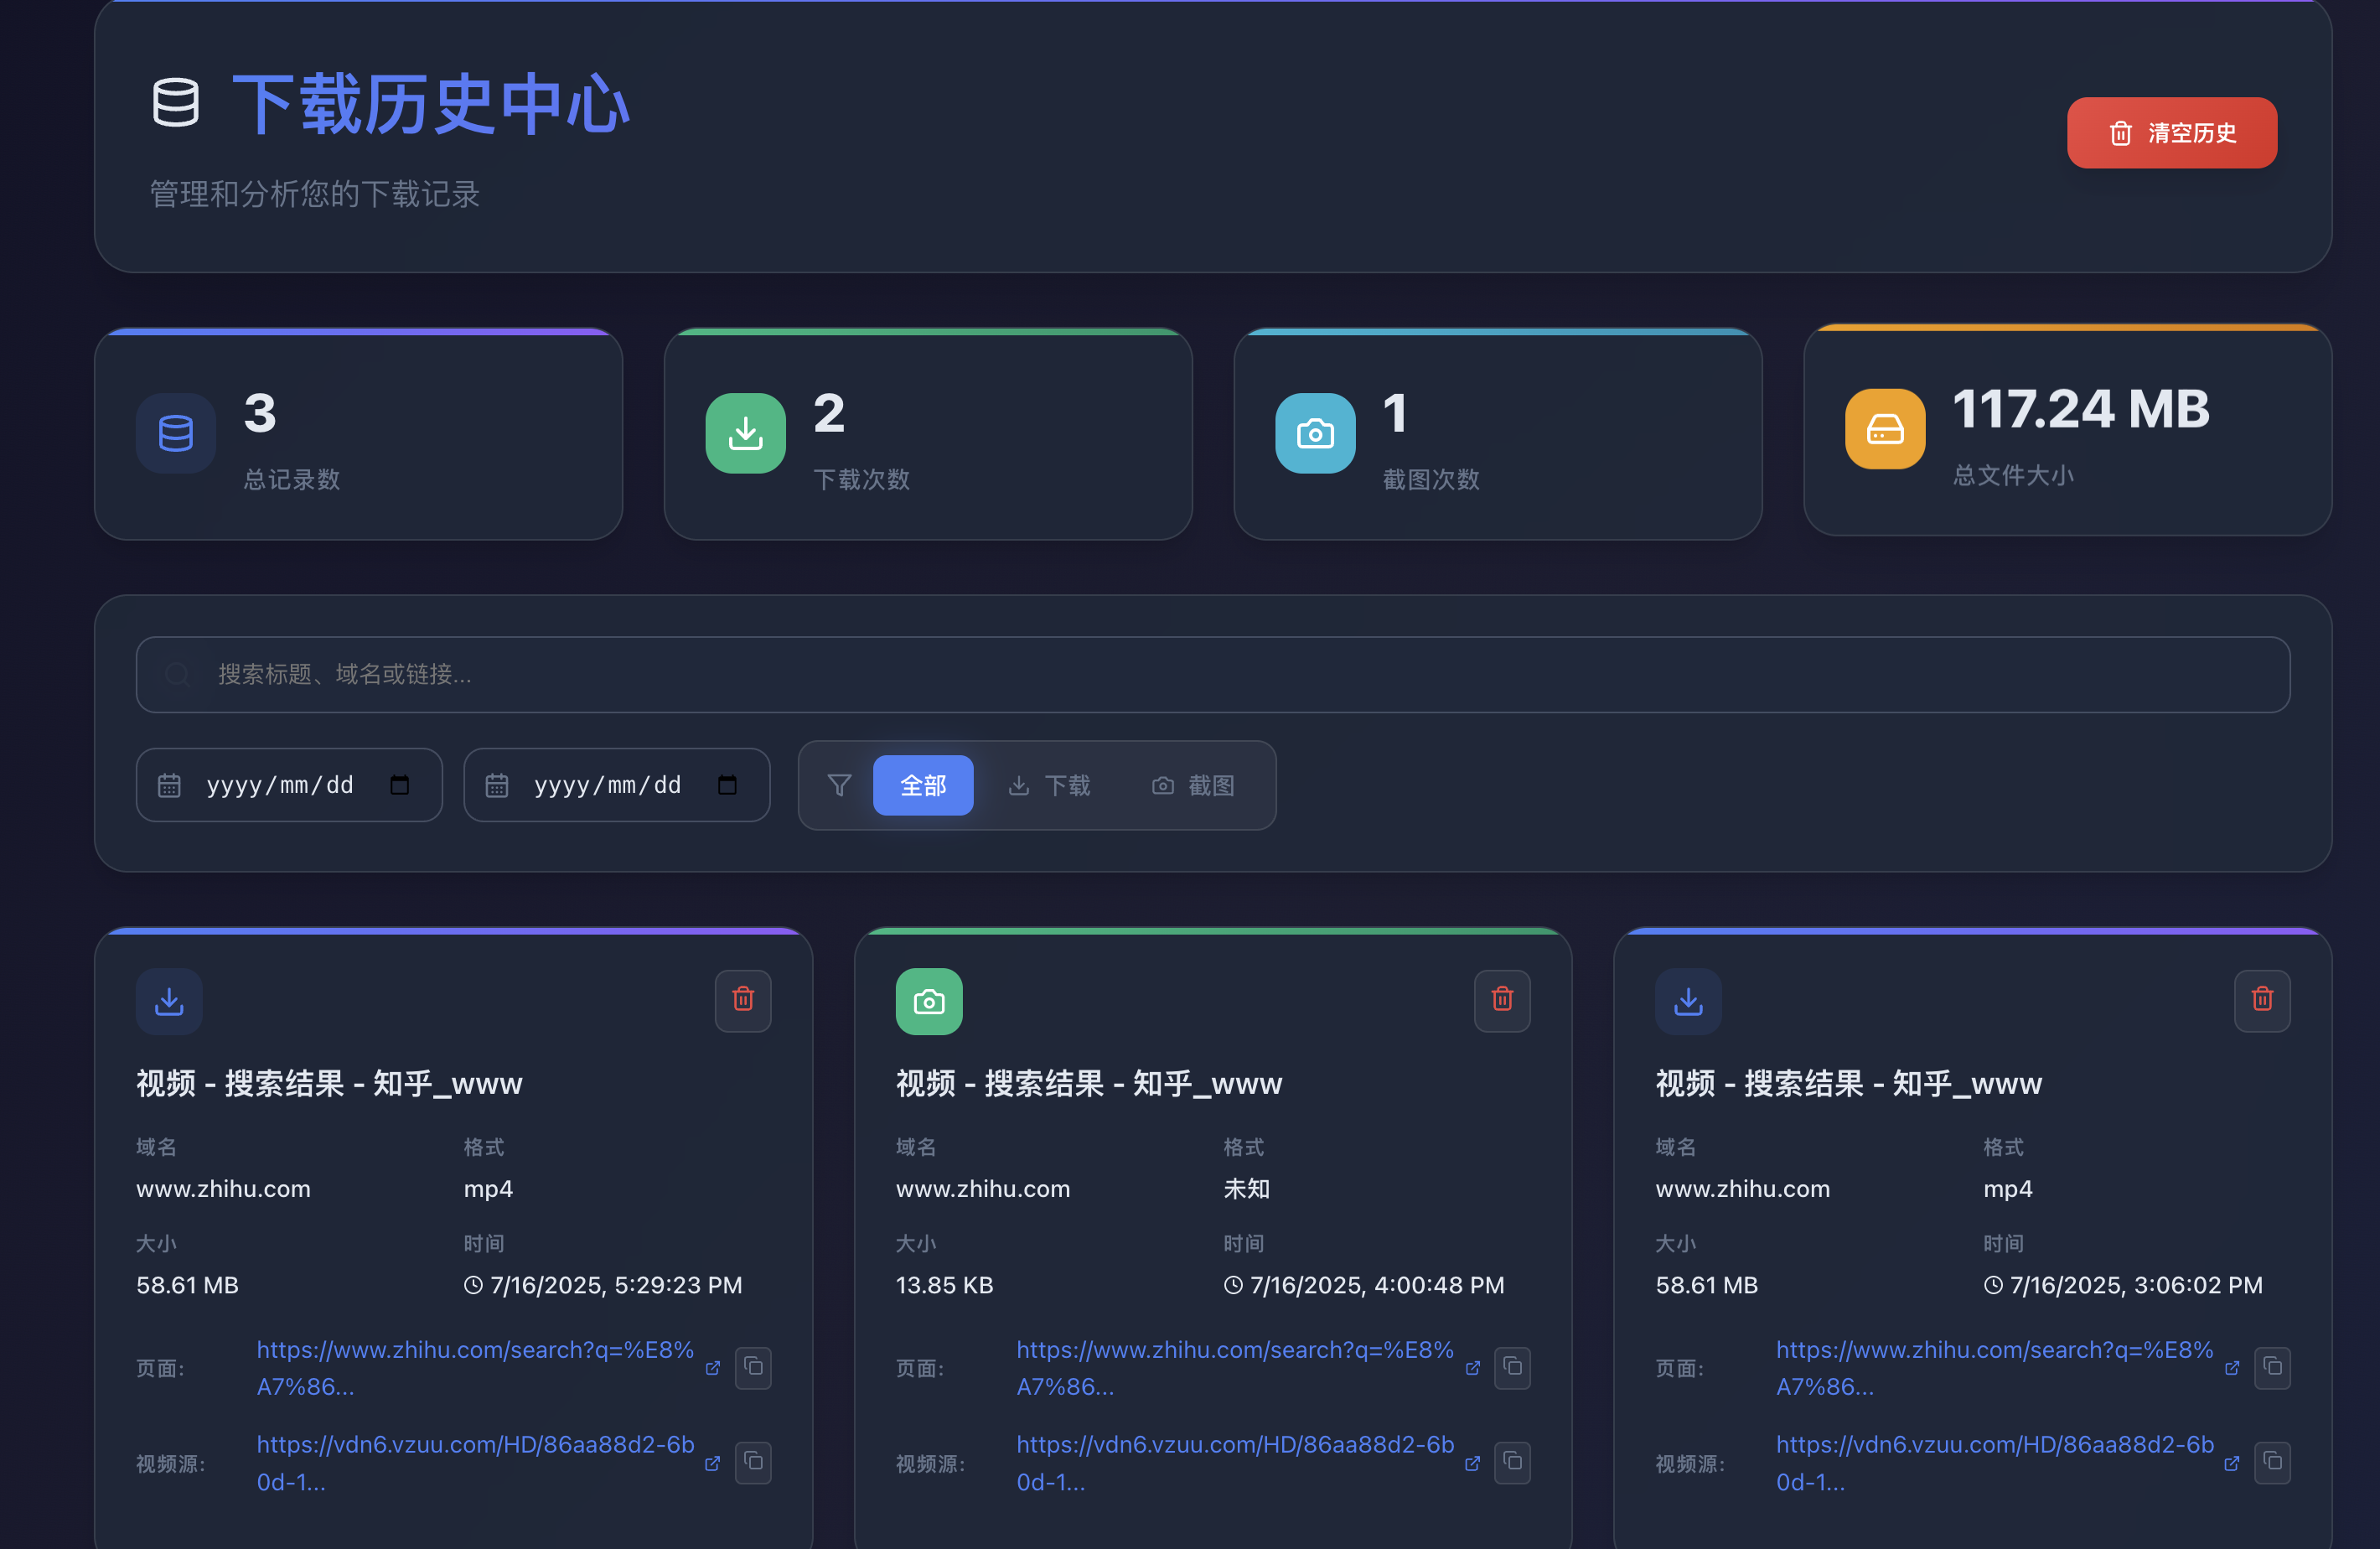 下载历史中心
管理和分析您的下载记录
清空历史
3
总记录数
2
下载次数
1
截图次数
117.24 MB
总文件大小
搜索标题、域名或链接...
yyyy/mm/dd
yyyy/mm/dd
全部
下载
截图
视频 - 搜索结果 - 知乎_www
域名
格式
www.zhihu.com
mp4
大小
时间
58.61 MB
7/16/2025, 5:29:23 PM
页面:
https://www.zhihu.com/search?q=%E8%
A7%86...
视频源:
https://vdn6.vzuu.com/HD/86aa88d2-6b
0d-1...
视频 - 搜索结果 - 知乎_www
域名
格式
www.zhihu.com
未知
大小
时间
13.85 KB
7/16/2025, 4:00:48 PM
页面:
https://www.zhihu.com/search?q=%E8%
A7%86...
视频源:
https://vdn6.vzuu.com/HD/86aa88d2-6b
0d-1...
视频 - 搜索结果 - 知乎_www
域名
格式
www.zhihu.com
mp4
大小
时间
58.61 MB
7/16/2025, 3:06:02 PM
页面:
https://www.zhihu.com/search?q=%E8%
A7%86...
视频源:
https://vdn6.vzuu.com/HD/86aa88d2-6b
0d-1...